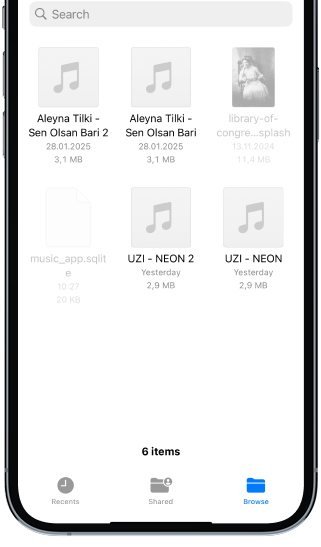 Search
Aleyna Tilki -
Sen Olsan Bari 2
28.01.2025
3,1 MB
Aleyna Tilki -
Sen Olsan Bari
28.01.2025
3,1 MB
library-of-
congre...splash
13.11.2024
11,4 MB
music_app.sqlit
e
10:27
20 KB
UZI - NEON 2
Yesterday
2,9 MB
UZI - NEON
Yesterday
2,9 MB
6 items
Recents
Shared
Browse